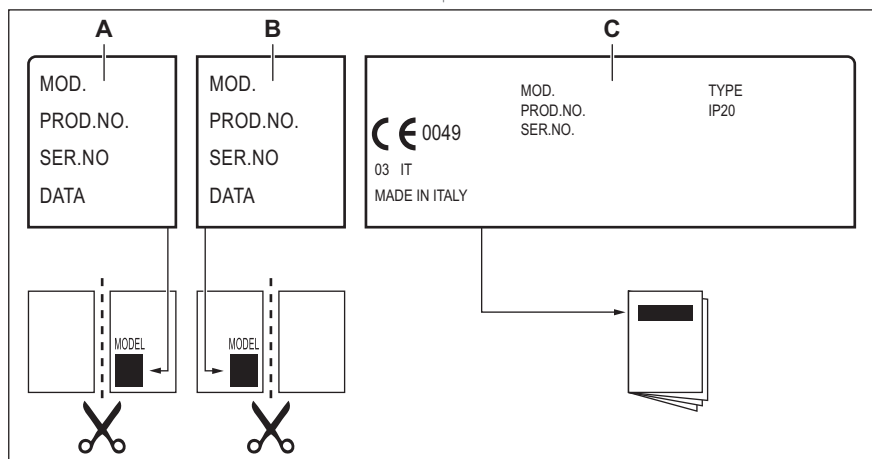 A
B
C
MOD.
PROD.NO.
SER.NO
DATA
MOD.
PROD.NO.
SER.NO
DATA
CE 0049
03 IT
MADE IN ITALY
MOD.
PROD.NO.
SER.NO.
TYPE
IP20
MODEL
MODEL